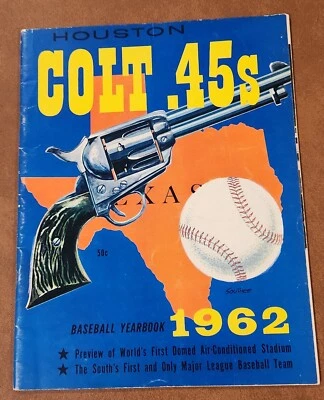 HOUSTON
COLT .45s
TEXAS
50c
BASEBALL YEARBOOK 1962
★ Preview of World's First Domed Air-Conditioned Stadium
★ The South's First and Only Major League Baseball Team